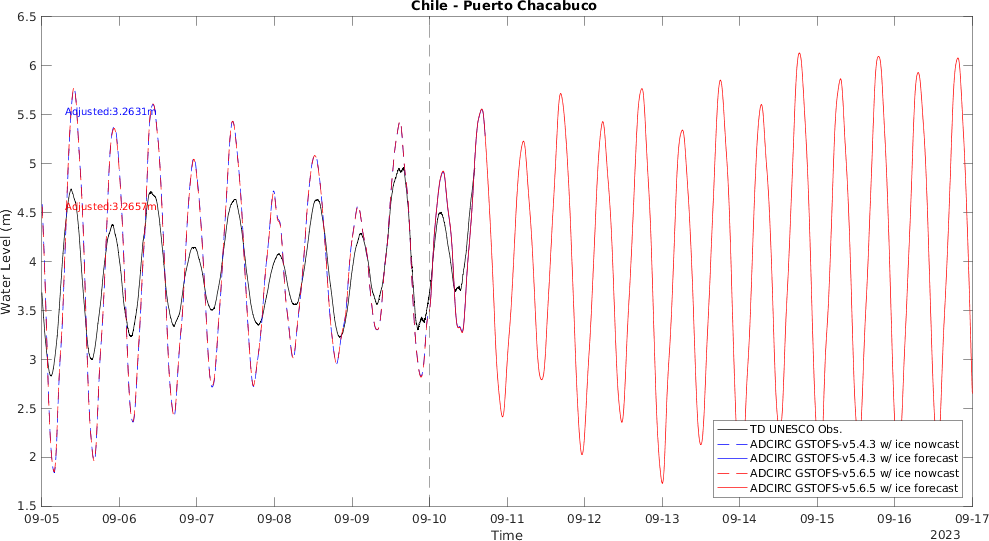 Chile - Puerto Chacabuco
6.5
6
5.5
5
4.5
4
3.5
3
2.5
2
1.5
Water Level (m)
Adjusted:3.2631m
Adjusted:3.2657m
TD UNESCO Obs.
ADCIRC GSTOFS-v5.4.3 w/ ice nowcast
ADCIRC GSTOFS-v5.4.3 w/ ice forecast
ADCIRC GSTOFS-v5.6.5 w/ ice nowcast
ADCIRC GSTOFS-v5.6.5 w/ ice forecast
09-05 09-06 09-07 09-08 09-09 09-10 09-11 09-12 09-13 09-14 09-15 09-16 09-17
Time
2023